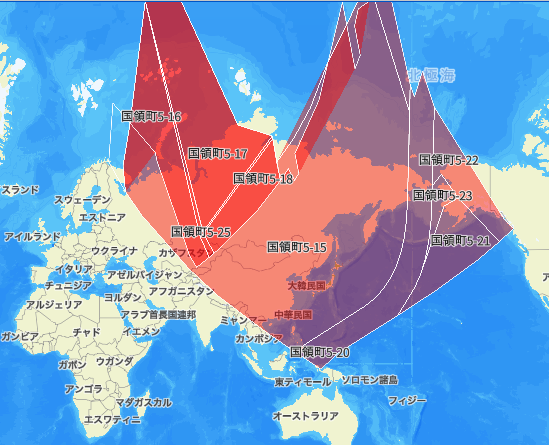 北極海
国領町5-16
国領町5-17
国領町5-22
国領町5-18
スランド
国領町5-23
スウェーデン
エストニア
国領町5-25
アイルランド
国領町5-21
ウクライナ
カザフスタン
国領町5-15
イタリア
アゼルバイジャン
チュニジア
大韓民国
アフガニスタン
ヨルダン
アルジェリア
アラブ首長国連邦
ミャンマー
中華民国
ガンビア
チャド
イエメン
カンボジア
国領町5-20
ガボン
ウガンダ
東ティモール
ソロモン諸島
アンゴラ
マダガスカル
フィジー
エスワティニ
オーストラリア